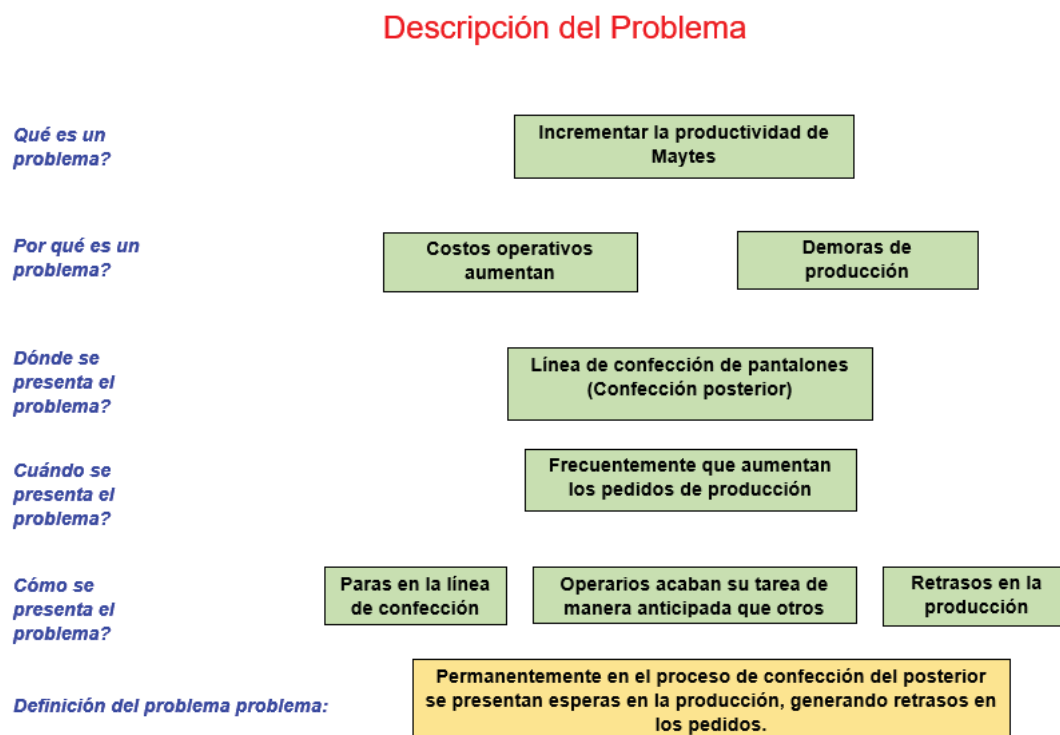 Descripción del Problema
Qué es un
problema?
Incrementar la productividad de
Maytes
Por qué es un
problema?
Costos operativos
aumentan
Demoras de
producción
Dónde se
presenta el
problema?
Línea de confección de pantalones
(Confección posterior)
Cuándo se
presenta el
problema?
Frecuentemente que aumentan
los pedidos de producción
Cómo se
presenta el
problema?
Paras en la línea
de confección
Operarios acaban su tarea de
manera anticipada que otros
Retrasos en la
producción
Definición del problema problema:
Permanentemente en el proceso de confección del posterior
se presentan esperas en la producción, generando retrasos en
los pedidos.